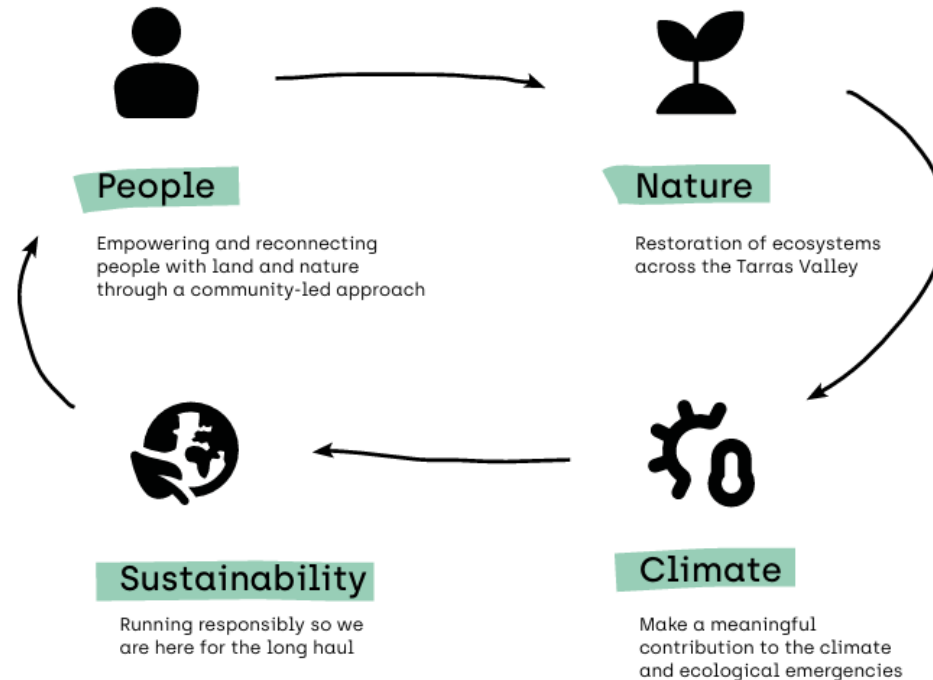 People
Empowering and reconnecting
people with land and nature
through a community-led approach
Nature
Restoration of ecosystems
across the Tarras Valley
Sustainability
Running responsibly so we
are here for the long haul
Climate
Make a meaningful
contribution to the climate
and ecological emergencies